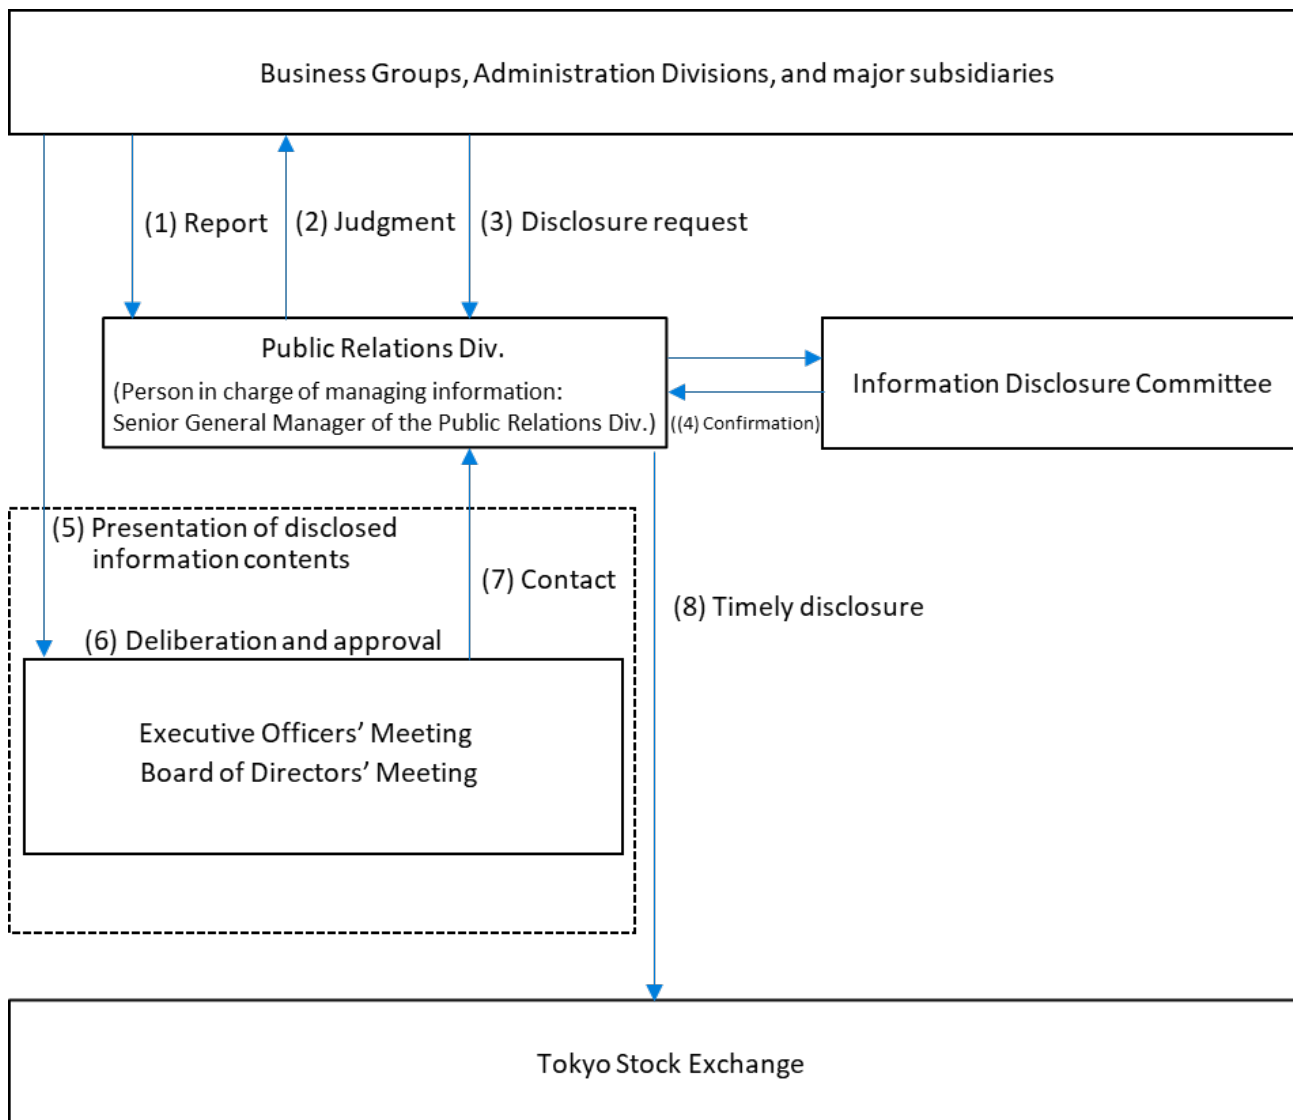 Business Groups, Administration Divisions, and major subsidiaries
(1) Report
(2) Judgment
(3) Disclosure request
Public Relations Div.
(Person in charge of managing information:
Senior General Manager of the Public Relations Div.)
((4) Confirmation)
Information Disclosure Committee
(5) Presentation of disclosed
information contents
(6) Deliberation and approval
(7) Contact
(8) Timely disclosure
Executive Officers’ Meeting
Board of Directors’ Meeting
Tokyo Stock Exchange